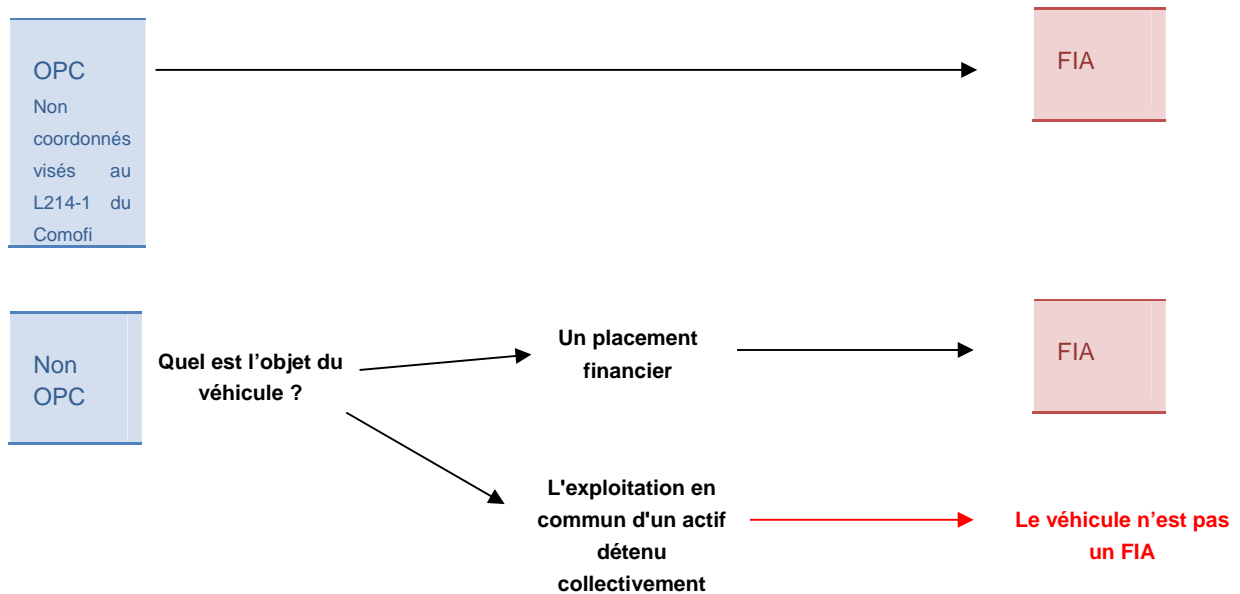 OPC
Non
coordonnés
visés au
L214-1 du
Comofi
FIA
Non
OPC
Quel est l’objet du
véhicule ?
Un placement
financier
FIA
L'exploitation en
commun d'un actif
détenu
collectivement
Le véhicule n’est pas
un FIA